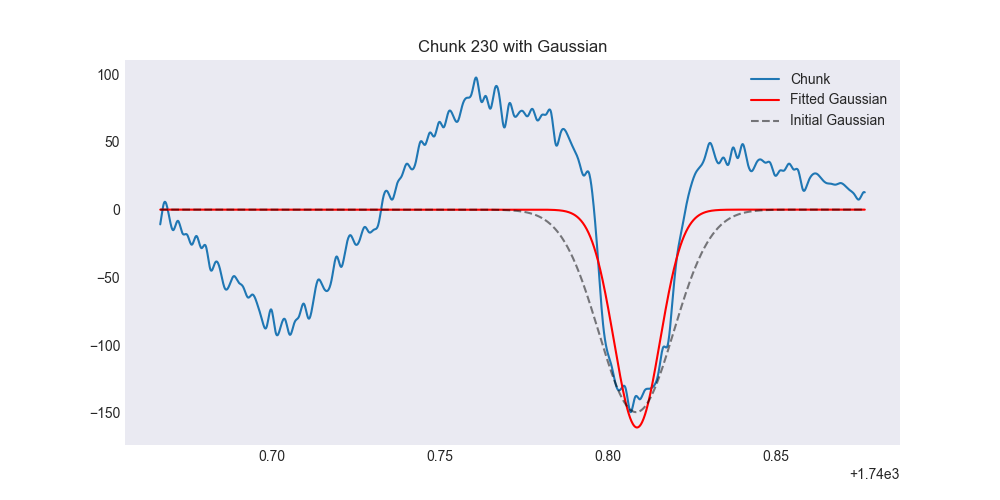 Chunk 230 with Gaussian
100
50
0
−50
−100
−150
Chunk
Fitted Gaussian
Initial Gaussian
0.70 0.75 0.80 0.85
+1.74e3